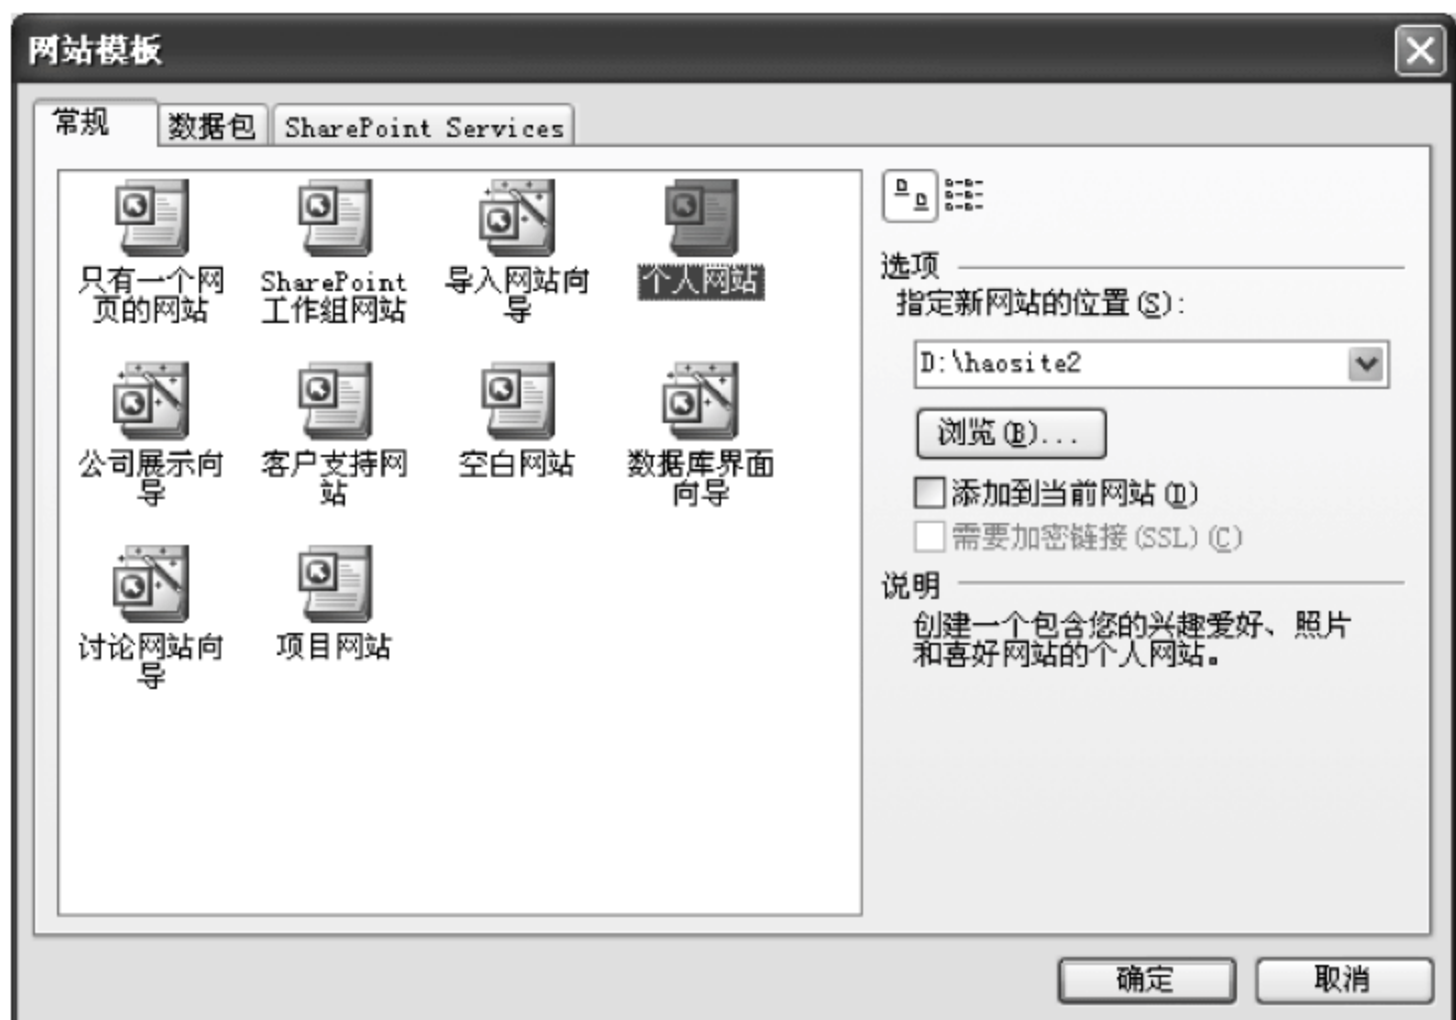 网站模板
常规
数据包
SharePoint Services
只有一个网
页的网站
SharePoint
工作组网站
导入网站向
导
个人网站
公司展示向
导
客户支持网
站
空白网站
数据库界面
向导
讨论网站向
导
项目网站
选项
指定新网站的位置(S):
D:\haosite2
浏览(B)...
添加到当前网站(D)
需要加密链接(SSL)(C)
说明
创建一个包含您的兴趣爱好、照片
和喜好网站的个人网站。
确定
取消